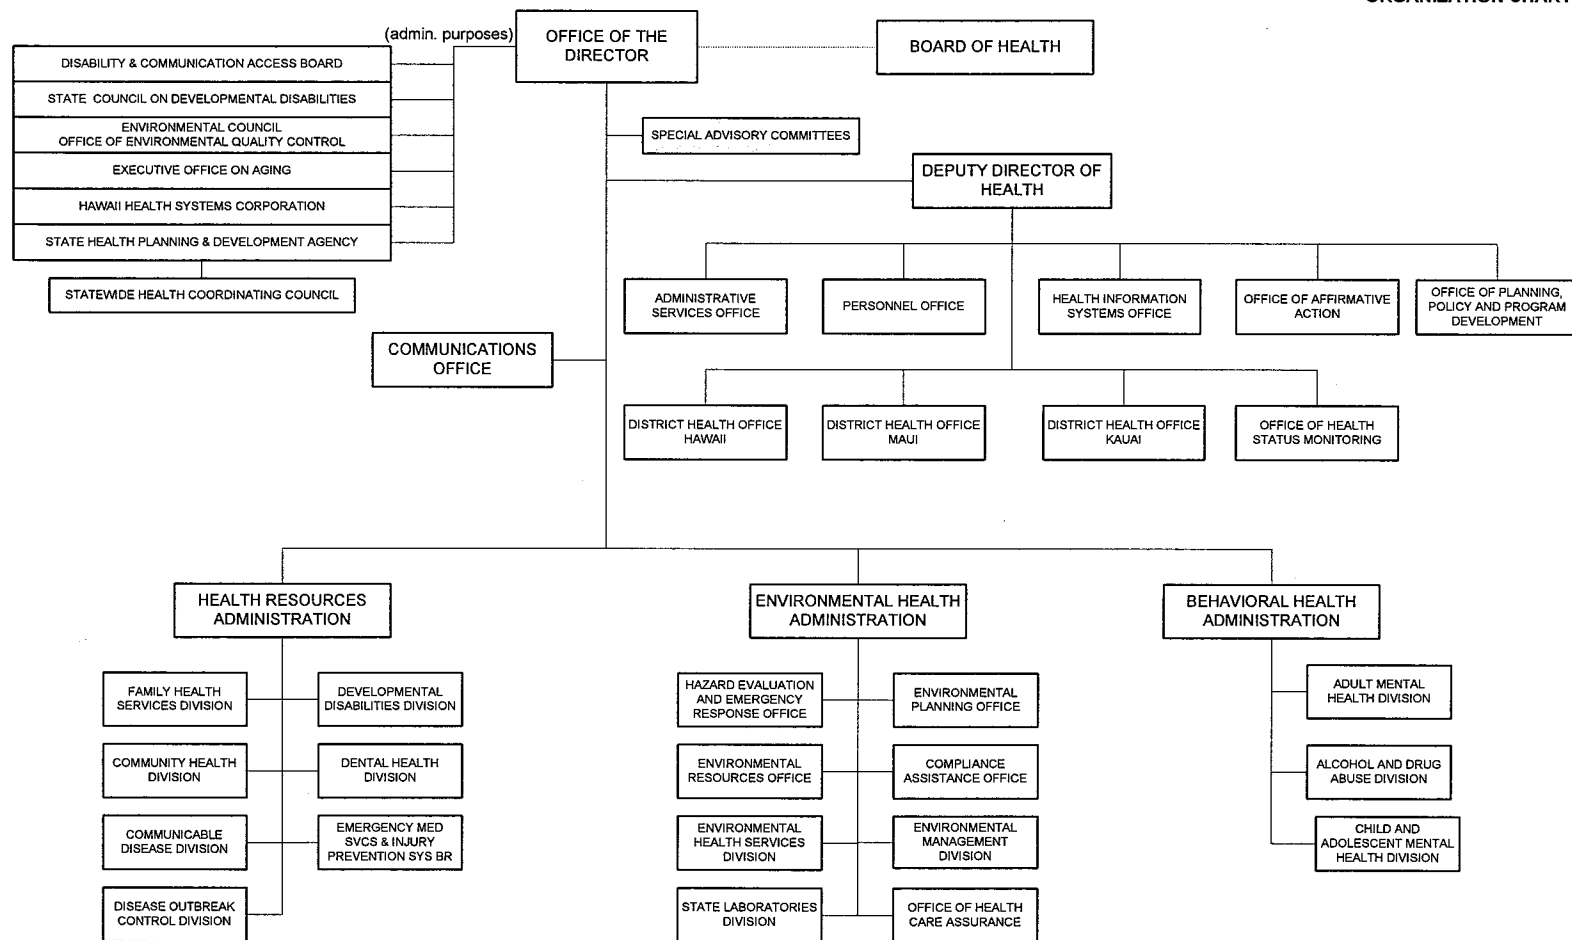 ORGANIZATION CHART
(admin. purposes)
OFFICE OF THE
DIRECTOR
BOARD OF HEALTH
DISABILITY & COMMUNICATION ACCESS BOARD
STATE COUNCIL ON DEVELOPMENTAL DISABILITIES
ENVIRONMENTAL COUNCIL
OFFICE OF ENVIRONMENTAL QUALITY CONTROL
EXECUTIVE OFFICE ON AGING
HAWAII HEALTH SYSTEMS CORPORATION
STATE HEALTH PLANNING & DEVELOPMENT AGENCY
STATEWIDE HEALTH COORDINATING COUNCIL
SPECIAL ADVISORY COMMITTEES
DEPUTY DIRECTOR OF
HEALTH
ADMINISTRATIVE
SERVICES OFFICE
PERSONNEL OFFICE
HEALTH INFORMATION
SYSTEMS OFFICE
OFFICE OF AFFIRMATIVE
ACTION
OFFICE OF PLANNING,
POLICY AND PROGRAM
DEVELOPMENT
COMMUNICATIONS
OFFICE
DISTRICT HEALTH OFFICE
HAWAII
DISTRICT HEALTH OFFICE
MAUI
DISTRICT HEALTH OFFICE
KAUAI
OFFICE OF HEALTH
STATUS MONITORING
HEALTH RESOURCES
ADMINISTRATION
ENVIRONMENTAL HEALTH
ADMINISTRATION
BEHAVIORAL HEALTH
ADMINISTRATION
FAMILY HEALTH
SERVICES DIVISION
DEVELOPMENTAL
DISABILITIES DIVISION
COMMUNITY HEALTH
DIVISION
DENTAL HEALTH
DIVISION
COMMUNICABLE
DISEASE DIVISION
EMERGENCY MED
SVCS & INJURY
PREVENTION SYS BR
DISEASE OUTBREAK
CONTROL DIVISION
HAZARD EVALUATION
AND EMERGENCY
RESPONSE OFFICE
ENVIRONMENTAL
PLANNING OFFICE
ENVIRONMENTAL
RESOURCES OFFICE
COMPLIANCE
ASSISTANCE OFFICE
ENVIRONMENTAL
HEALTH SERVICES
DIVISION
ENVIRONMENTAL
MANAGEMENT
DIVISION
STATE LABORATORIES
DIVISION
OFFICE OF HEALTH
CARE ASSURANCE
ADULT MENTAL
HEALTH DIVISION
ALCOHOL AND DRUG
ABUSE DIVISION
CHILD AND
ADOLESCENT MENTAL
HEALTH DIVISION